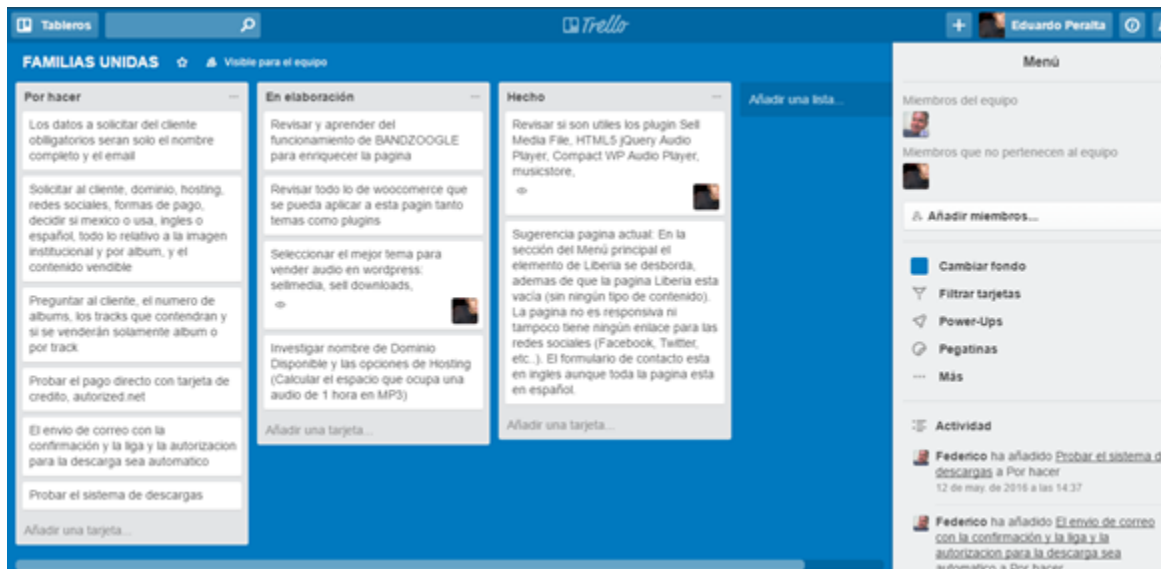 Tableros
Trello
Eduardo Peralta
FAMILIAS UNIDAS
Visible para el equipo
Por hacer
Los datos a solicitar del cliente
obligatorios seran solo el nombre
completo y el email
Solicitar al cliente, dominio, hosting,
redes sociales, formas de pago,
decidir si mexico o usa, ingles o
español, todo lo relativo a la imagen
institucional y por album, y el
contenido vendible
Preguntar al cliente, el numero de
albums, los tracks que contendran y
si se venderán solamente album o
por track
Probar el pago directo con tarjeta de
credito, autorized.net
El envio de correo con la
confirmación y la liga y la autorizacion
para la descarga sea automatico
Probar el sistema de descargas
Añadir una tarjeta...
En elaboración
Revisar y aprender del
funcionamiento de BANDZOOGLE
para enriquecer la pagina
Revisar todo lo de woocomerce que
se pueda aplicar a esta pagin tanto
temas como plugins
Seleccionar el mejor tema para
vender audio en wordpress:
sellmedia, sell downloads,
Investigar nombre de Dominio
Disponible y las opciones de Hosting
(Calcular el espacio que ocupa una
audio de 1 hora en MP3)
Añadir una tarjeta...
Hecho
Revisar si son utiles los plugin Sell
Media File, HTML5 jQuery Audio
Player, Compact WP Audio Player,
musicstore,
Sugerencia pagina actual: En la
sección del Menú principal el
elemento de Liberia se desborda,
ademas de que la pagina Liberia esta
vacía (sin ningún tipo de contenido).
La pagina no es responsiva ni
tampoco tiene ningún enlace para las
redes sociales (Facebook, Twitter,
etc..). El formulario de contacto esta
en ingles aunque toda la pagina esta
en español.
Añadir una tarjeta...
Añadir una lista...
Menú
Miembros del equipo
Miembros que no pertenecen al equipo
Añadir miembros...
Cambiar fondo
Filtrar tarjetas
Power-Ups
Pegatinas
Más
Actividad
Federico ha añadido Probar el sistema d
descargas a Por hacer
12 de may. de 2016 a las 14:37
Federico ha añadido El envio de correo
con la confirmación y la liga y la
autorizacion para la descarga sea
automatico a Por hacer